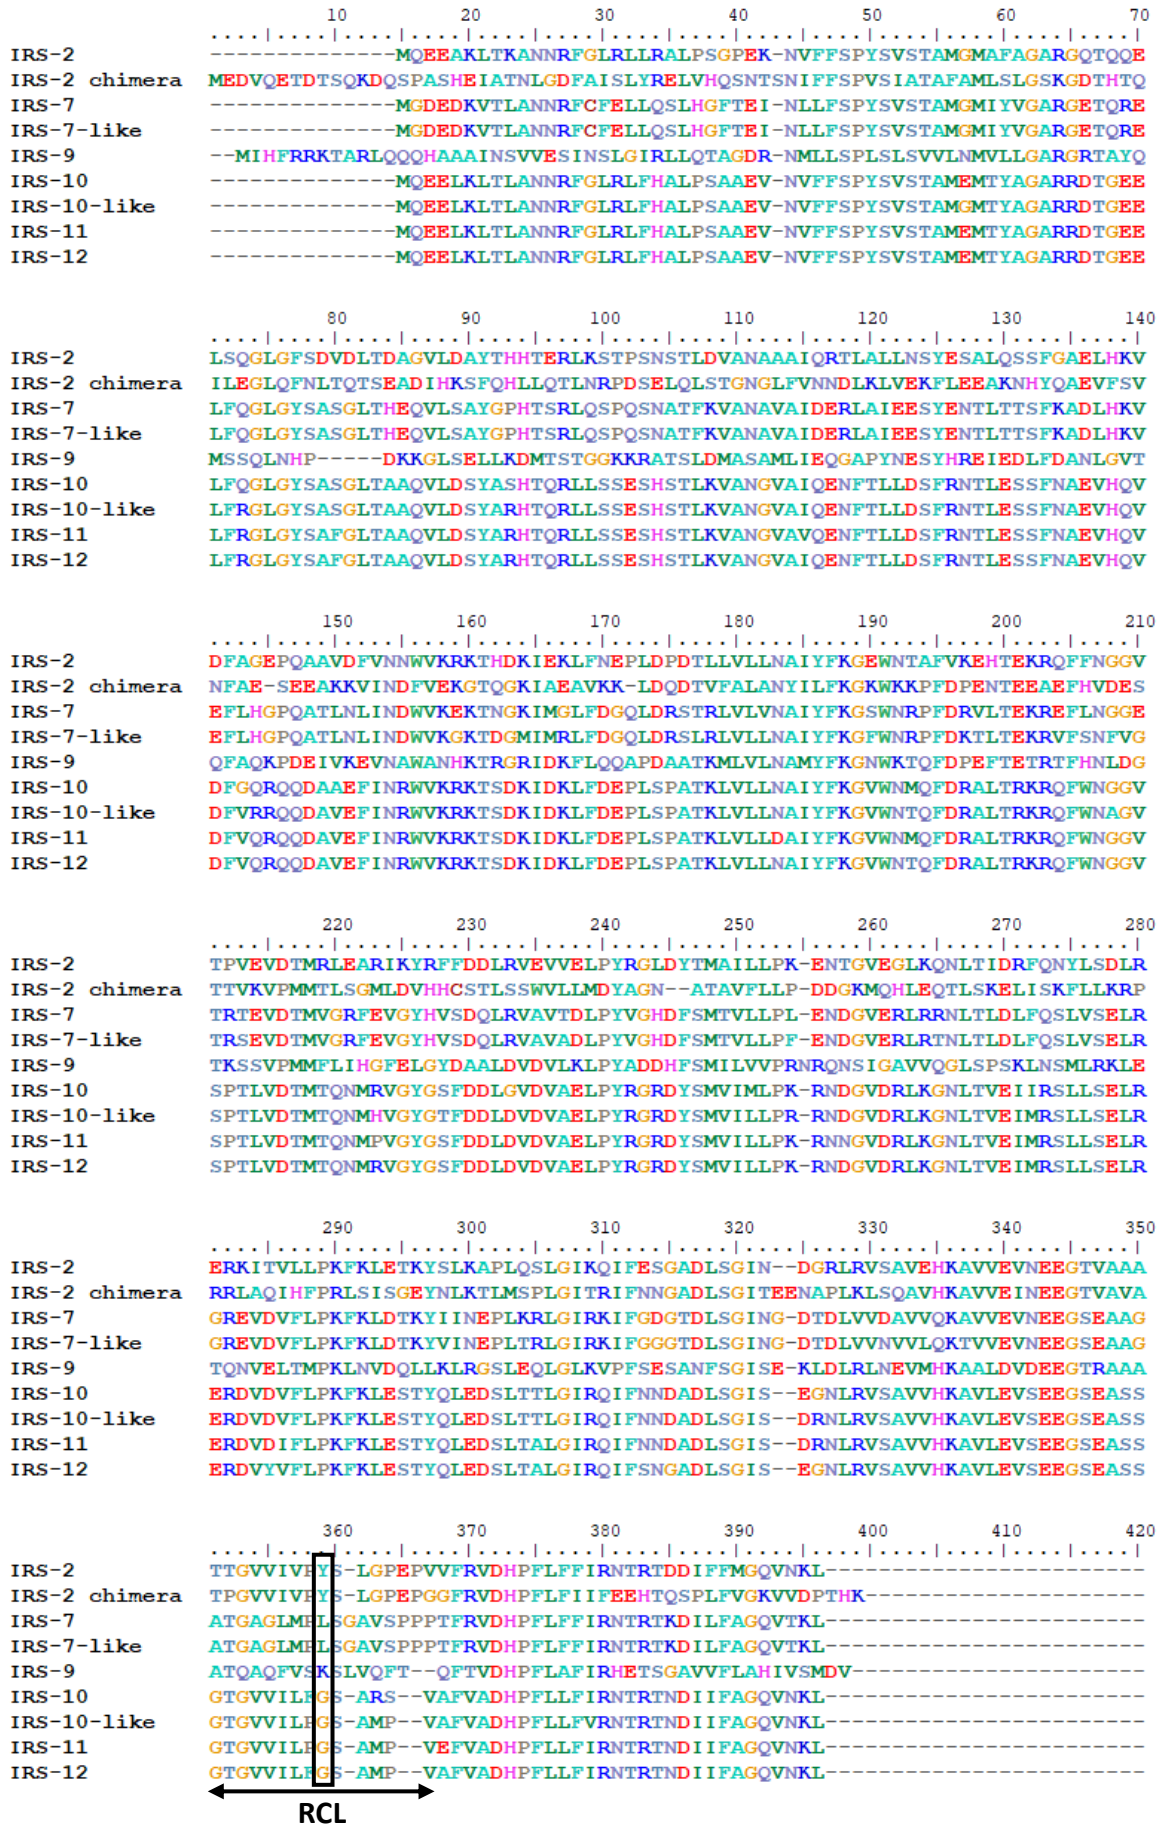 10 20 30 40 50 60 70
....|....|....|....|....|....|....|....|....|....|....|....|....|....|
IRS-2 --------------MQEEAKLTKANNRFGLRLLRALPSGPEK-NVFFSPYSVSTAMGMAFAGARGQTQQE
IRS-2 chimera MEDVQETDTSQKDQSPASHEIATNLGDFAISLYRELVHQSNTSNIFFSPVSIATAFAMLSLGSKGDTHTQ
IRS-7 --------------MGDEDKVTLANNRFCFELLQSLHGFTEI-NLLFSPYSVSTAMGMIYVGARGETQRE
IRS-7-like --------------MGDEDKVTLANNRFCFELLQSLHGFTEI-NLLFSPYSVSTAMGMIYVGARGETQRE
IRS-9 --MIHFRRKTARLQQQHAAAINSVVESINSLGIRLLQTAGDR-NMLLSPLSLSVVLNMVLLGARGRTAYQ
IRS-10 --------------MQEELKLTLANNRFGLRLFHALPSAAEV-NVFFSPYSVSTAMEMTYAGARRDTGEE
IRS-10-like --------------MQEELKLTLANNRFGLRLFHALPSAAEV-NVFFSPYSVSTAMGMTYAGARRDTGEE
IRS-11 --------------MQEELKLTLANNRFGLRLFHALPSAAEV-NVFFSPYSVSTAMEMTYAGARRDTGEE
IRS-12 --------------MQEELKLTLANNRFGLRLFHALPSAAEV-NVFFSPYSVSTAMEMTYAGARRDTGEE
80 90 100 110 120 130 140
....|....|....|....|....|....|....|....|....|....|....|....|....|....|
IRS-2 LSQGLGFSDVDLTDAGVLDAYTHHTERLKSTPSNSTLDVANAAAIQRTLALLNSYESALQSSFGAELHKV
IRS-2 chimera ILEGLQFNLTQTSEADIHKSFQHLLQTLNRPDSELQLSTGNGLFVNNDLKLVEKFLEEAKNHYQAEVFSV
IRS-7 LFQGLGYSASGLTHEQVLSAYGPHTSRLQSPQSNATFKVANAVAIDERLAIEESYENTLTTSFKADLHKV
IRS-7-like LFQGLGYSASGLTHEQVLSAYGPHTSRLQSPQSNATFKVANAVAIDERLAIEESYENTLTTSFKADLHKV
IRS-9 MSSQLNHP-----DKKGLSELLKDMTSTGGKKRATSLDMASAMLIEQGAPYNESYHREIEDLFDANLGVT
IRS-10 LFQGLGYSASGLTAAQVLDSYASHTQRLLSSESHSTLKVANGVAIQENFTLLDSFRNTLESSFNAEVHQV
IRS-10-like LFRGLGYSASGLTAAQVLDSYARHTQRLLSSESHSTLKVANGVAIQENFTLLDSFRNTLESSFNAEVHQV
IRS-11 LFRGLGYSAFGLTAAQVLDSYARHTQRLLSSESHSTLKVANGVAVQENFTLLDSFRNTLESSFNAEVHQV
IRS-12 LFRGLGYSAFGLTAAQVLDSYARHTQRLLSSESHSTLKVANGVAIQENFTLLDSFRNTLESSFNAEVHQV
150 160 170 180 190 200 210
....|....|....|....|....|....|....|....|....|....|....|....|....|....|
IRS-2 DFAGEPQAAVDFVNNWVKRKTHDKIEKLFNEPLDPDTLLVLLNAIYFKGEWNTAFVKEHTEKRQFFNGGV
IRS-2 chimera NFAE-SEEAKKVINDFVEKGTQGKIAEAVKK-LDQDTVFALANYILFKGKWKKPFDPENTEEAEFHVDES
IRS-7 EFLHGPQATLNLINDWVKEKTNGKIMGLFDGQLDRSTRLVLVNAIYFKGSWNRPFDRVLTEKREFLNGGE
IRS-7-like EFLHGPQATLNLINDWVKGKTDGMIMRLFDGQLDRSLRLVLVNAIYFKGFWNRPFDKTLTEKRVFSNFVG
IRS-9 QFAQKPDEIVKEVNAWANHKTRGRIDKFLQQAPDAATKMLVLNAMYFKGNWKTQFDPEFTETRTFHNLDG
IRS-10 DFGQRQQDAAEFINRWVKRKTSDKIDKLFDEPLSPATKLVLLNAIYFKGVWNMQFDRALTRKRQFWNGGV
IRS-10-like DFVRRQQDAVEFINRWVKRKTSDKIDKLFDEPLSPATKLVLLNAIYFKGVWNTQFDRALTRKRQFWNAGV
IRS-11 DFVQRQQDAVEFINRWVKRKTSDKIDKLFDEPLSPATKLVLLDAIYFKGVWNMQFDRALTRKRQFWNGGV
IRS-12 DFVQRQQDAVEFINRWVKRKTSDKIDKLFDEPLSPATKLVLLNAIYFKGVWNTQFDRALTRKRQFWNGGV
220 230 240 250 260 270 280
....|....|....|....|....|....|....|....|....|....|....|....|....|....|
IRS-2 TPVEVDTMRLEARIKYRFFDDLRVEVVELPYRGLDYTMAILLPK-ENTGVEGLKQNLTIDRFQNYLSDLR
IRS-2 chimera TTVKVPMMTLSGMLDVHHCSTLSSWVLLMDYAGN--ATAVFLLP-DDGKMQHLEQTLSKELISKFLLKRP
IRS-7 TRTEVDTMVGRFEVGYHVSDQLRVAVTDLPYVGHDFSMTVLLPL-ENDGVERLRRNLTLDLFQSLVSELR
IRS-7-like TRSEVDTMVGRFEVGYHVSDQLRVAVADLPYVGHDFSMTVLLPF-ENDGVERLRTNLTLDLFQSLVSELR
IRS-9 TKSSVPMMFLIHGFELGYDAALDVDVLKLPYADDHFSMILVVPRNRQNSIGAVVQGLSPSKLNSMLRKLE
IRS-10 SPTLVDTMTQNMRVGYGSFDDLGVDVAELPYRGRDYSMVIMLPK-RNDGVDRLKGNLTVEIIRSLLSELR
IRS-10-like SPTLVDTMTQNMHVGYGTFDDLDVDVAELPYRGRDYSMVILLPR-RNDGVDRLKGNLTVEIMRSLLSELR
IRS-11 SPTLVDTMTQNMPVGYGSFDDLDVDVAELPYRGRDYSMVILLPK-RNNGVDRLKGNLTVEIMRSLLSELR
IRS-12 SPTLVDTMTQNMRVGYGSFDDLDVDVAELPYRGRDYSMVILLPK-RNDGVDRLKGNLTVEIMRSLLSELR
290 300 310 320 330 340 350
....|....|....|....|....|....|....|....|....|....|....|....|....|....|
IRS-2 ERKITVLLPKFKLETKYSLKAPLQSLGIKQIFESGADLSGIN--DGRLRVSAVEHKAVVEVNEEGTVAAA
IRS-2 chimera RRLAQIHFPRLSISGEYNLKTLMSPLGITRIFNNGADLSGITEENAPLKLSQAVHKAVVEINEEGTVAVA
IRS-7 GREVDVFLPKFKLDTKYIINEPLKRLGIRKIFGDGTDLSGING-DTDLVVDAVVQKAVVEVNEEGSEAAG
IRS-7-like GREVDVFLPKFKLDTKYVINEPLTRLGIRKIFGGGTDLSGING-DTDLVVNVVLQKTVVEVNEEGSEAAG
IRS-9 TQNVELTMPKLNVDQLLKLRGSLEQLGLKVPFSESANFSGISE-KLDLRLNEVMHKAALDVDEEGTRAAA
IRS-10 ERDVDVFLPKFKLESTYQLEDSLTTLGIRQIFNNDADLSGIS--EGNLRVSAVVHKAVLEVSEEGSEASS
IRS-10-like ERDVDVFLPKFKLESTYQLEDSLTTLGIRQIFNNDADLSGIS--DRNLRVSAVVHKAVLEVSEEGSEASS
IRS-11 ERDVDIFLPKFKLESTYQLEDSLTALGIRQIFNNDADLSGIS--DRNLRVSAVVHKAVLEVSEEGSEASS
IRS-12 ERDVYVFLPKFKLESTYQLEDSLTALGIRQIFSNGADLSGIS--EGNLRVSAVVHKAVLEVSEEGSEASS
360 370 380 390 400 410 420
....|....|....|....|....|....|....|....|....|....|....|....|....|....|
IRS-2 TTGVVIVPYS-LGPEPVVFRVDHPFLFFIRNTRTDDIFFMGQVNKL------------------------
IRS-2 chimera TPGVVIVPYS-LGPEPGGFRVDHPFLFIIFEEHTQSPLFVGKVVDPTHK---------------------
IRS-7 ATGAGLMPLSGAVSPPPTFRVDHPFLFFIRNTRTKDILFAGQVTKL------------------------
IRS-7-like ATGAGLMPLSGAVSPPPTFRVDHPFLFFIRNTRTKDILFAGQVTKL------------------------
IRS-9 ATQAQFVSKSLVQFT--QFTVDHPFLAFIRHETSGAVVFLAHIVSMDV----------------------
IRS-10 GTGVVILFGS-ARS--VAFVADHPFLLFIRNTRTNDIIFAGQVNKL------------------------
IRS-10-like GTGVVILPGS-AMP--VAFVADHPFLLFVRNTRTNDIIFAGQVNKL------------------------
IRS-11 GTGVVILPGS-AMP--VEFVADHPFLLFIRNTRTNDIIFAGQVNKL------------------------
IRS-12 GTGVVILFGS-AMP--VAFVADHPFLLFIRNTRTNDIIFAGQVNKL------------------------
RCL